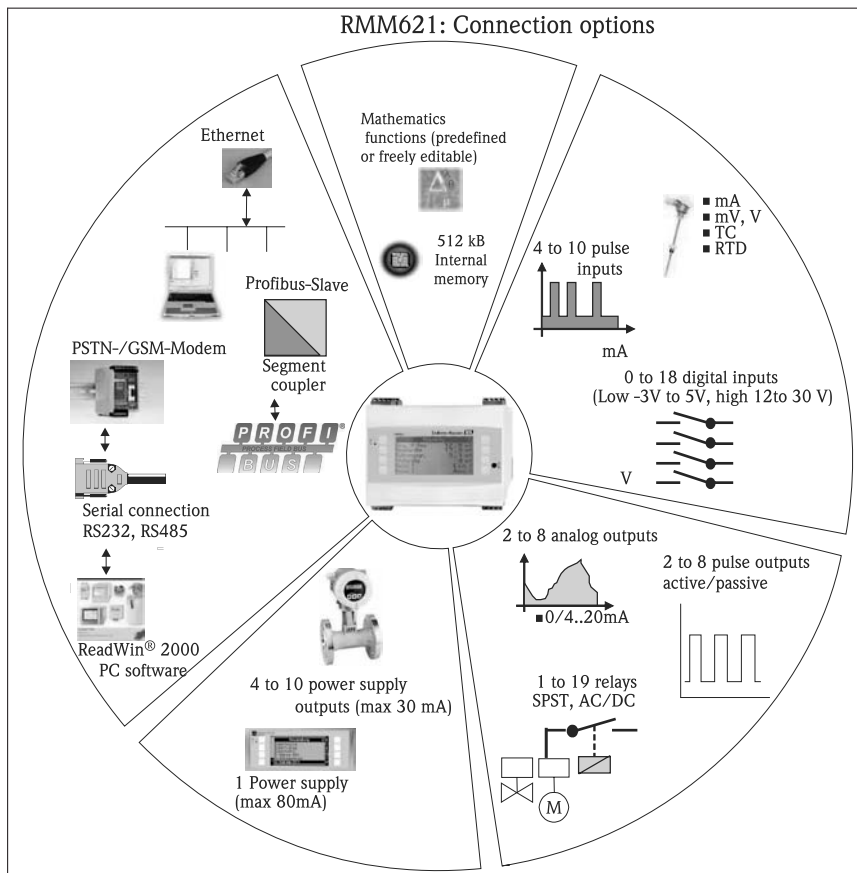 RMM621: Connection options
Mathematics
functions (predefined
or freely editable)
512 kB
Internal
memory
Ethernet
Profibus-Slave
Segment
coupler
PROFI®
PROCESS FIELD BUS
BUS
PSTN-/GSM-Modem
Serial connection
RS232, RS485
ReadWin® 2000
PC software
■ mA
■ mV, V
■ TC
■ RTD
4 to 10 pulse
inputs
mA
0 to 18 digital inputs
(Low -3V to 5V, high 12to 30 V)
V
2 to 8 analog outputs
■0/4..20mA
2 to 8 pulse outputs
active/passive
1 to 19 relays
SPST, AC/DC
M
4 to 10 power supply
outputs (max 30 mA)
1 Power supply
(max 80mA)